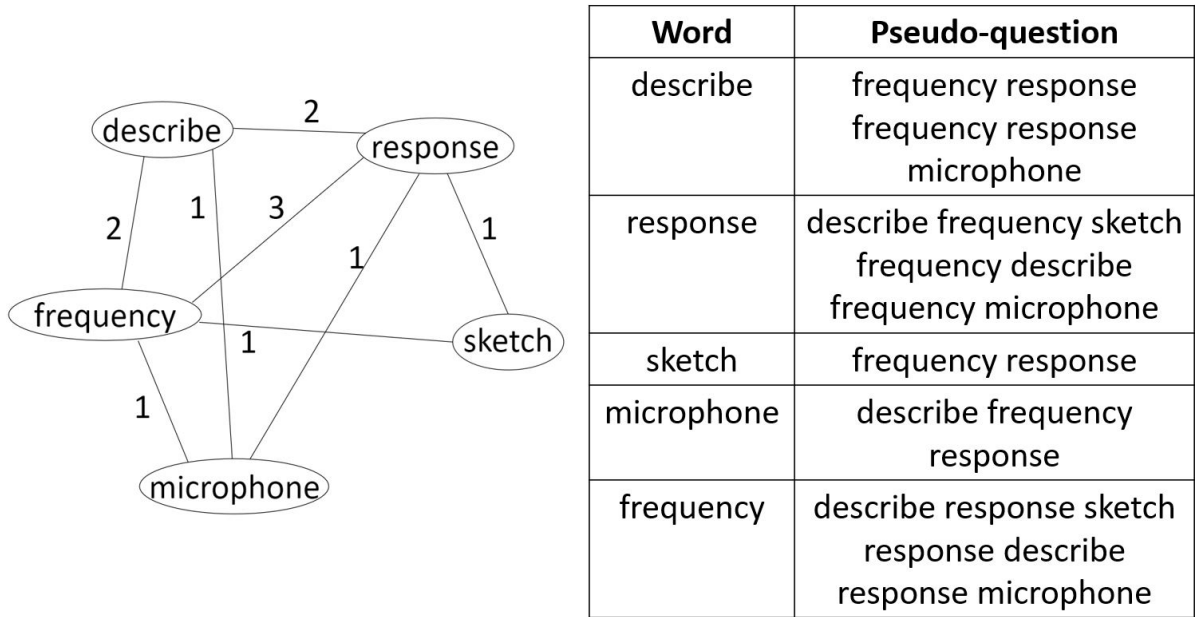 describe
2
response
2
1
3
1
1
frequency
1
sketch
1
microphone
Word Pseudo-question
describe frequency response
frequency response
microphone
response describe frequency sketch
frequency describe
frequency microphone
sketch frequency response
microphone describe frequency
response
frequency describe response sketch
response describe
response microphone